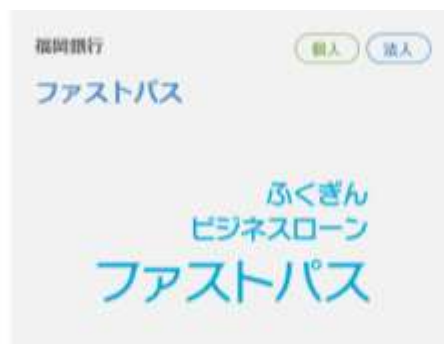 福岡銀行
個人
法人
ファストパス
ふくぎん
ビジネスローン
ファストパス